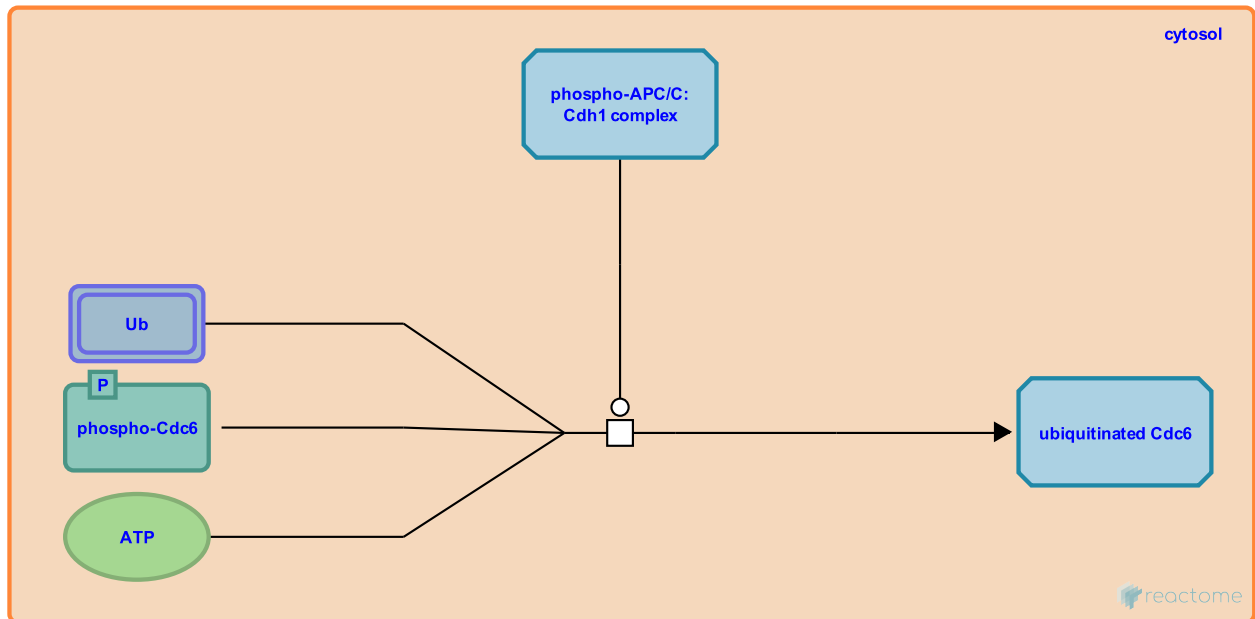 cytosol
phospho-APC/C:
Cdh1 complex
Ub
P
phospho-Cdc6
ubiquitinated Cdc6
ATP
reactome